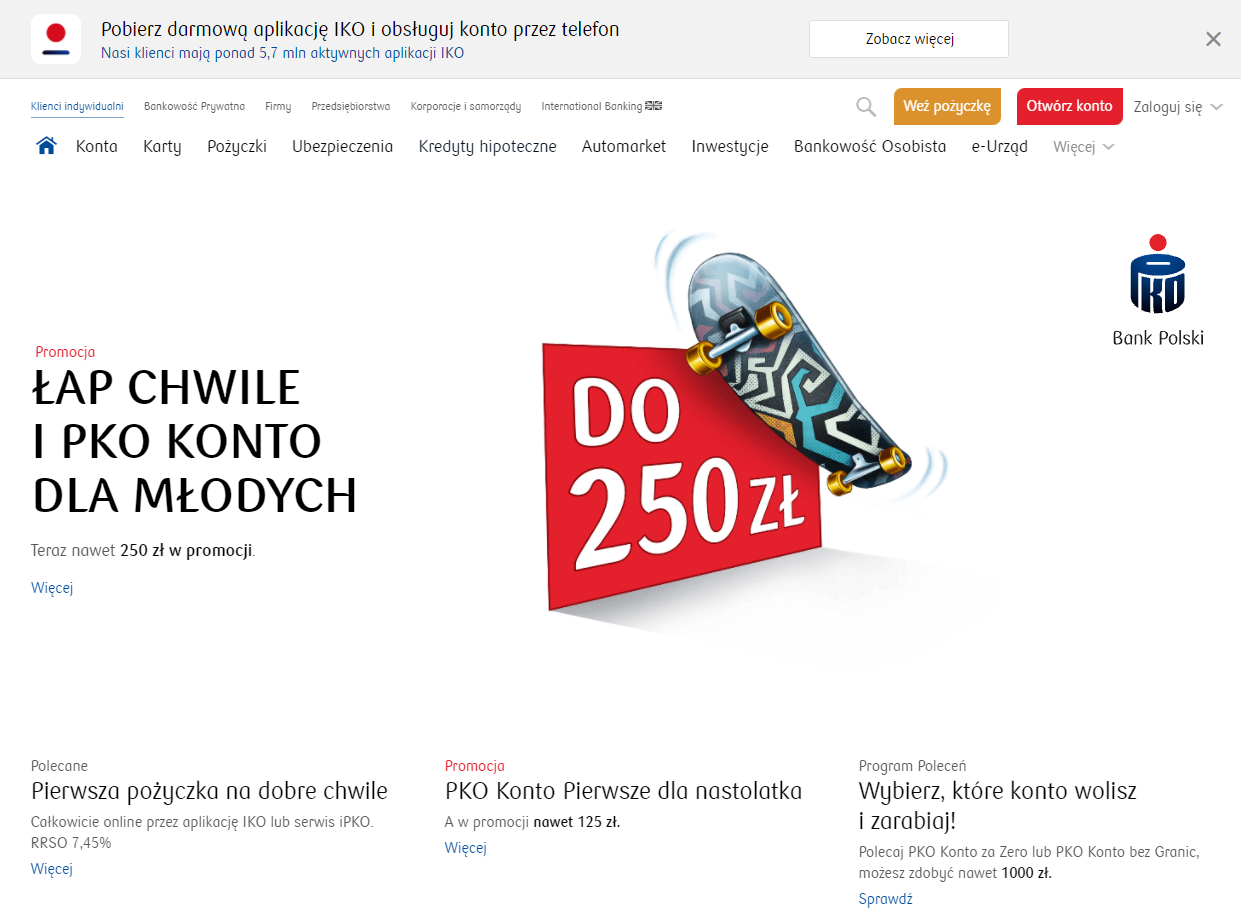 Pobierz darmową aplikację IKO i obsługuj konto przez telefon
Nasi klienci mają ponad 5,7 mln aktywnych aplikacji IKO
Zobacz więcej
Klienci indywidualni Bankowość Prywatna Firmy Przedsiębiorstwa Korporacje i samorządy International Banking
Weź pożyczkę Otwórz konto Zaloguj się
Konta Karty Pożyczki Ubezpieczenia Kredyty hipoteczne Automarket Inwestycje Bankowość Osobista e-Urząd Więcej
PKO
Bank Polski
Promocja
ŁAP CHWILE
I PKO KONTO
DLA MŁODYCH
Teraz nawet 250 zł w promocji.
Więcej
DO
250 ZŁ
Polecane
Pierwsza pożyczka na dobre chwile
Całkowicie online przez aplikację IKO lub serwis iPKO.
RRSO 7,45%
Więcej
Promocja
PKO Konto Pierwsze dla nastolatka
A w promocji nawet 125 zł.
Więcej
Program Poleceń
Wybierz, które konto wolisz
i zarabiaj!
Polecaj PKO Konto za Zero lub PKO Konto bez Granic,
możesz zdobyć nawet 1000 zł.
Sprawdź